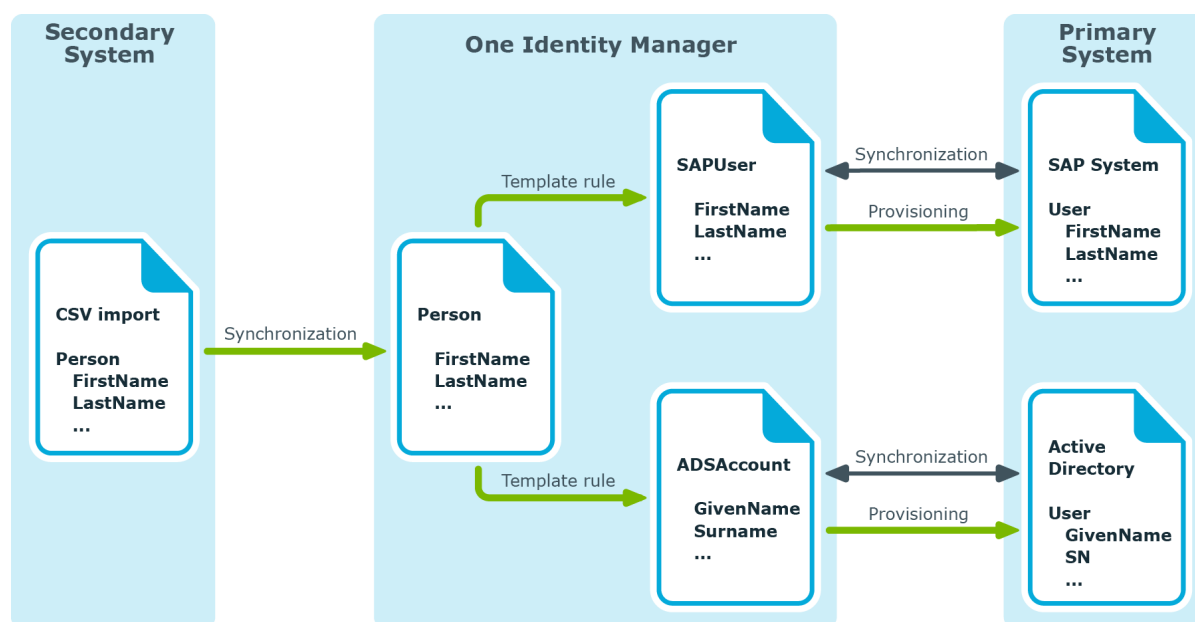 Secondary
System
One Identity Manager
Primary
System
CSV import
Person
FirstName
LastName
...
Synchronization
Person
FirstName
LastName
...
Template rule
Template rule
SAPUser
FirstName
LastName
...
Synchronization
Provisioning
SAP System
User
FirstName
LastName
...
ADSAccount
GivenName
Surname
...
Synchronization
Provisioning
Active
Directory
User
GivenName
SN
...